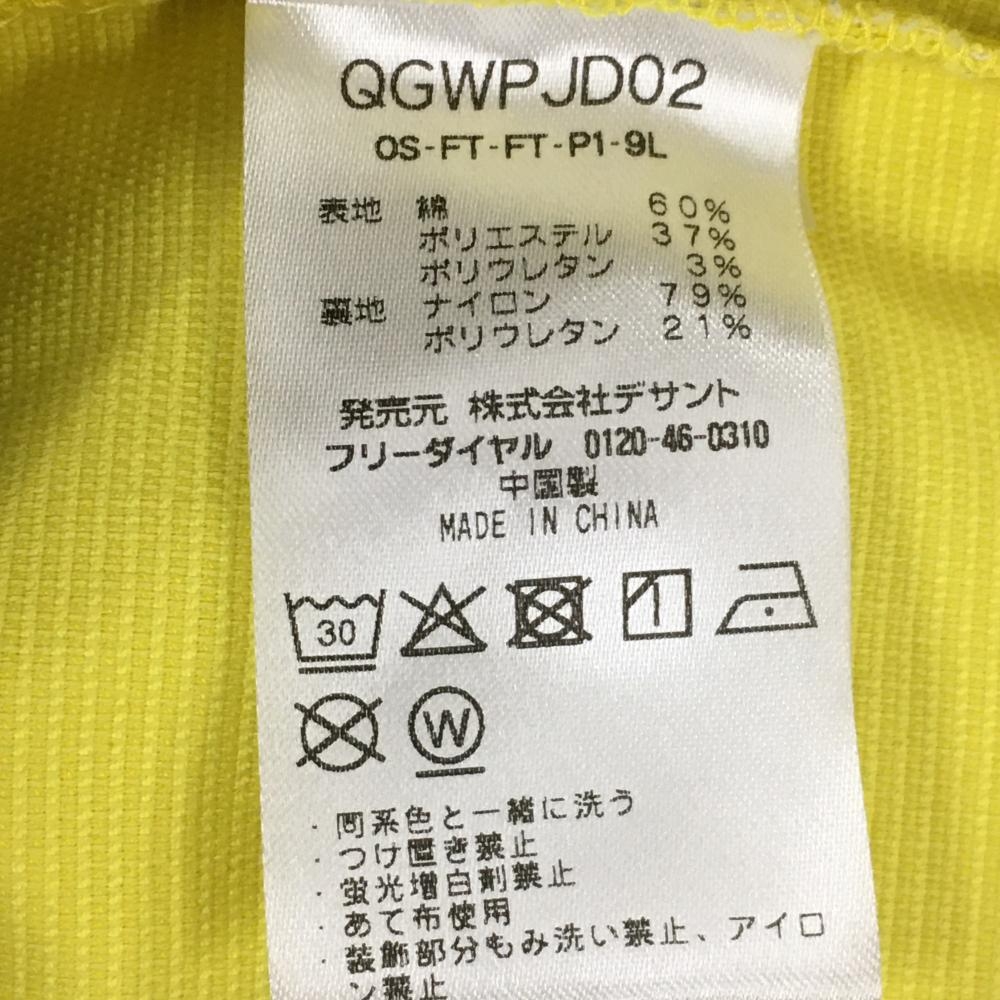 QGWPJD02
OS-FT-FT-P1-9L
表地 綿 60%
ポリエステル 37%
ポリウレタン 3%
裏地 ナイロン 79%
ポリウレタン 21%
発売元 株式会社デサント
フリーダイヤル 0120-46-0310
中国製
MADE IN CHINA
30
W
・同系色と一緒に洗う
・つけ置き禁止
・蛍光増白剤禁止
・あて布使用
・装飾部分もみ洗い禁止、アイロ
ン禁止